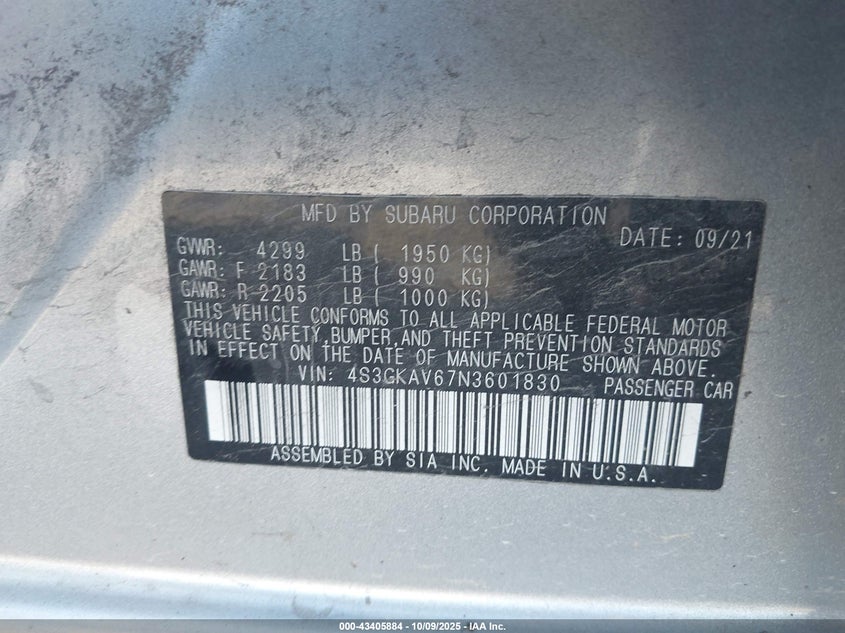 MFD BY SUBARU CORPORATION
DATE: 09/21
GVWR: 4299 LB ( 1950 KG)
GAWR: F 2183 LB ( 990 KG)
GAWR: R 2205 LB ( 1000 KG)
THIS VEHICLE CONFORMS TO ALL APPLICABLE FEDERAL MOTOR
VEHICLE SAFETY,BUMPER,AND THEFT PREVENTION STANDARDS
IN EFFECT ON THE DATE OF MANUFACTURE SHOWN ABOVE.
VIN: 4S3GKAV67N3601830 PASSENGER CAR
ASSEMBLED BY SIA INC. MADE IN U.S.A.
000-43405884 - 10/09/2025 - IAA Inc.